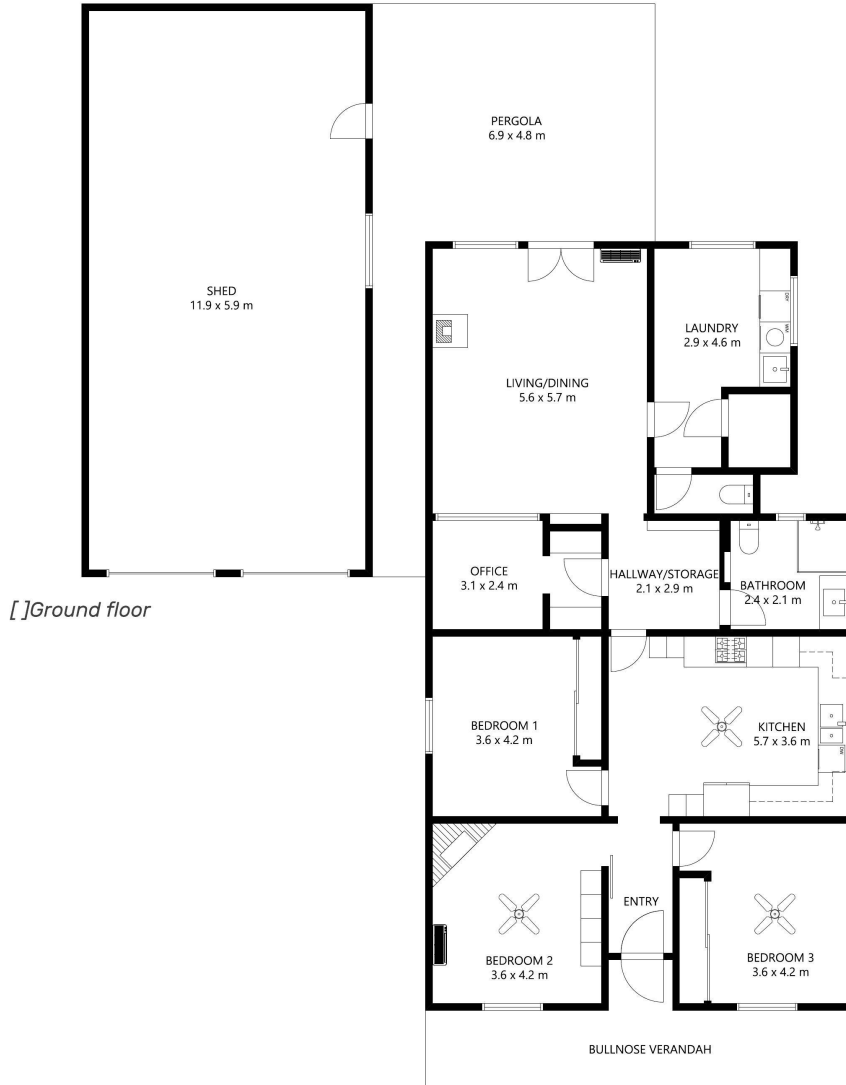 PERGOLA
6.9 x 4.8 m
SHED
11.9 x 5.9 m
LAUNDRY
2.9 x 4.6 m
DRY
WM
LIVING/DINING
5.6 x 5.7 m
OFFICE
3.1 x 2.4 m
HALLWAY/STORAGE
2.1 x 2.9 m
BATHROOM
2.4 x 2.1 m
[ ]Ground floor
BEDROOM 1
3.6 x 4.2 m
KITCHEN
5.7 x 3.6 m
DW
ENTRY
BEDROOM 2
3.6 x 4.2 m
BEDROOM 3
3.6 x 4.2 m
BULLNOSE VERANDAH